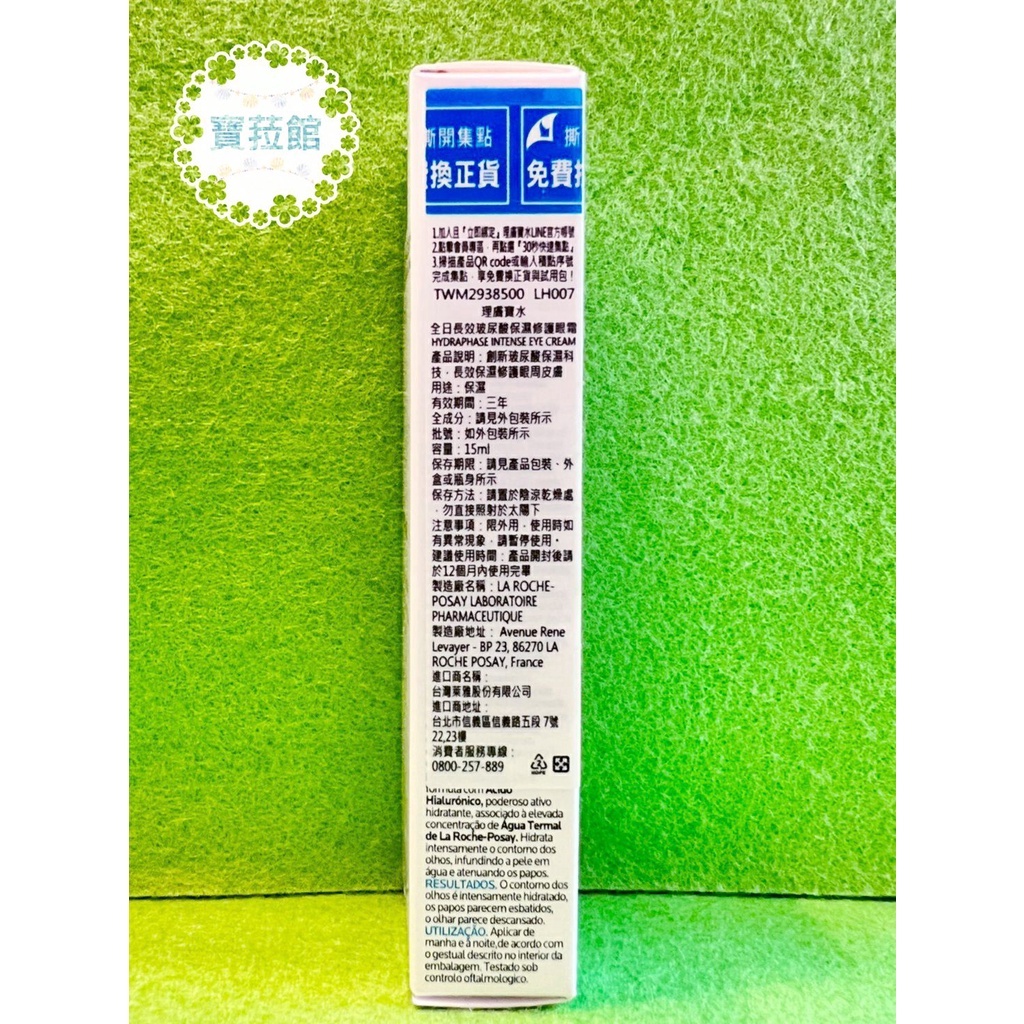 寶菈館
撕開集點
換正貨
撕
免費換
1.加入且「立即綁定」理膚寶水LINE官方帳號
2.點擊會員專區，再點選「30秒快速集點」
3.掃描產品QR code或輸入積點序號
完成集點，享免費換正貨與試用包！
TWM2938500 LH007
理膚寶水
全日長效玻尿酸保濕修護眼霜
HYDRAPHASE INTENSE EYE CREAM
產品說明：創新玻尿酸保濕科
技，長效保濕修護眼周皮膚
用途：保濕
有效期間：三年
全成分：請見外包裝所示
批號：如外包裝所示
容量：15ml
保存期限：請見產品包裝、外
盒或瓶身所示
保存方法：請置於陰涼乾燥處
，勿直接照射於太陽下
注意事項：限外用，使用時如
有異常現象，請暫停使用。
建議使用時間：產品開封後請
於12個月內使用完畢
製造廠名稱：LA ROCHE-
POSAY LABORATOIRE
PHARMACEUTIQUE
製造廠地址：Avenue Rene
Levayer - BP 23, 86270 LA
ROCHE POSAY, France
進口商名稱：
台灣萊雅股份有限公司
進口商地址：
台北市信義區信義路五段 7號
22,23樓
消費者服務專線：
0800-257-889
fórmula com Ácido
Hialurónico, poderoso ativo
hidratante, associado à elevada
concentração de Água Termal
de La Roche-Posay. Hidrata
intensamente o contorno dos
olhos, infundindo a pele em
água e atenuando os papos.
RESULTADOS. O contorno dos
olhos é intensamente hidratado,
os papos parecem esbatidos,
o olhar parece descansado.
UTILIZAÇÃO. Aplicar de
manha e à noite,de acordo com
o gestual descrito no interior da
embalagem. Testado sob
controlo oftalmologico.